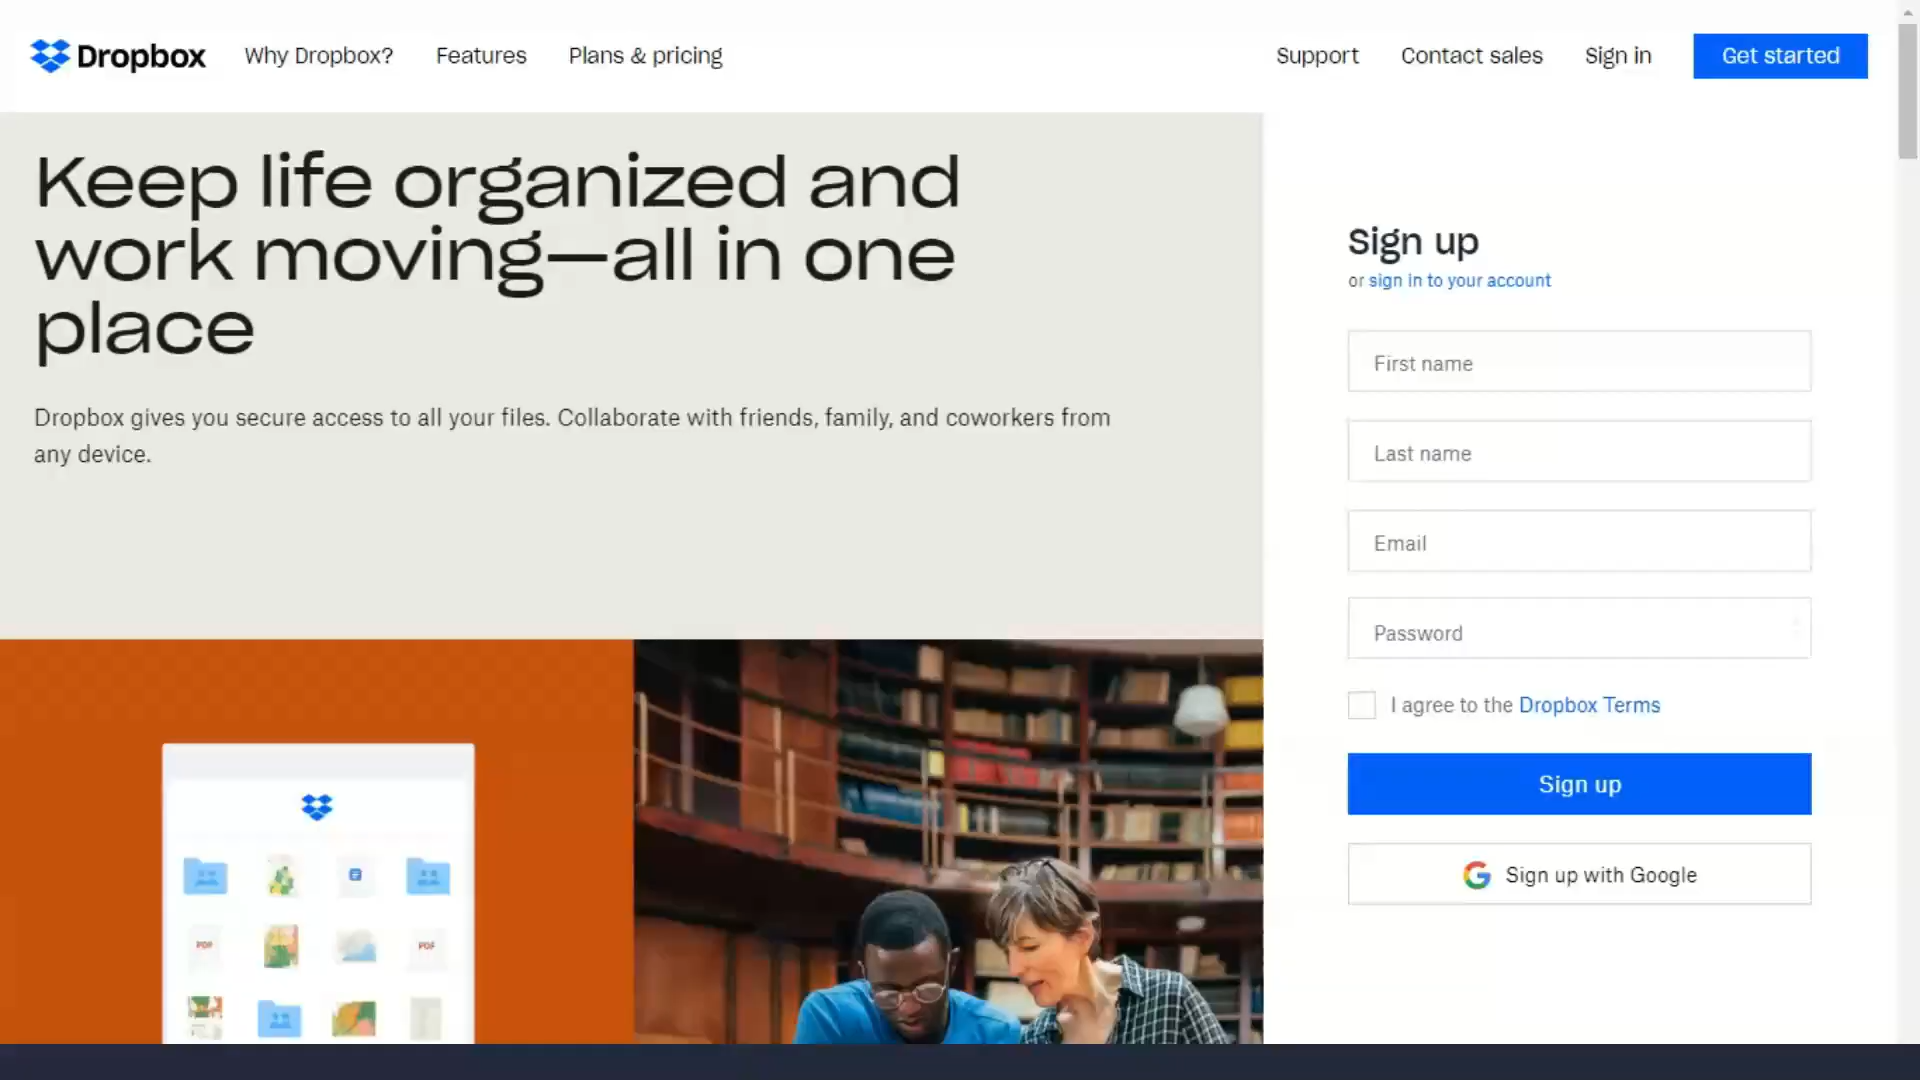 Dropbox
Why Dropbox?
Features
Plans & pricing
Support
Contact sales
Sign in
Get started
Keep life organized and
work moving—all in one
place
Dropbox gives you secure access to all your files. Collaborate with friends, family, and coworkers from
any device.
PDF
PDF
Sign up
or sign in to your account
First name
Last name
Email
Password
I agree to the Dropbox Terms
Sign up
Sign up with Google